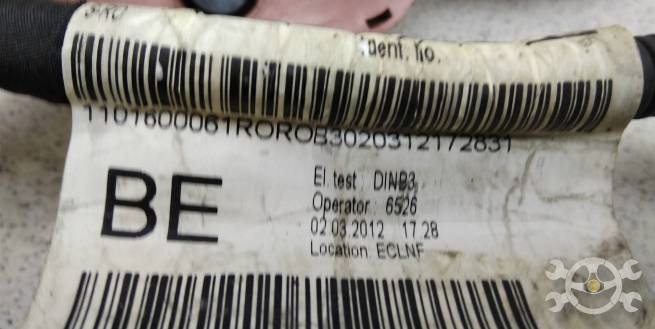 Ident. no.
1101600061ROROB3020312172831
BE
El. test : DINB3
Operator : 6526
02.03.2012 17:28
Location: ECLNF